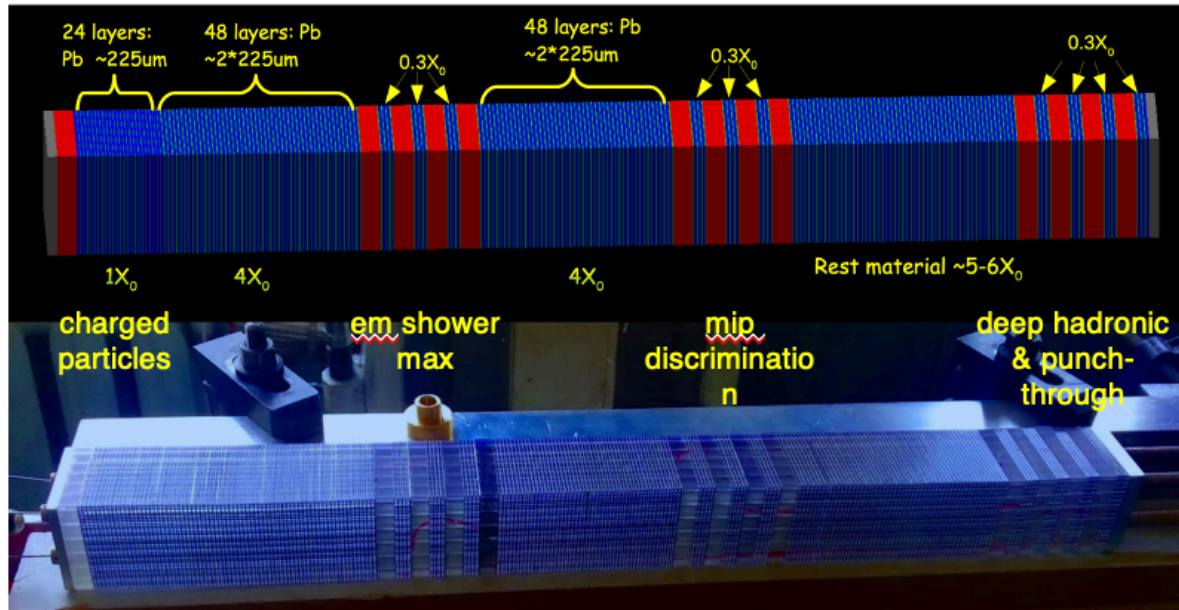 24 layers:
Pb ~225um
48 layers: Pb
~2*225um
0.3X₀
48 layers: Pb
~2*225um
0.3X₀
0.3X₀
1X₀
4X₀
4X₀
Rest material ~5-6X₀
charged
particles
em shower
max
mip
discriminatio
n
deep hadronic
& punch-
through